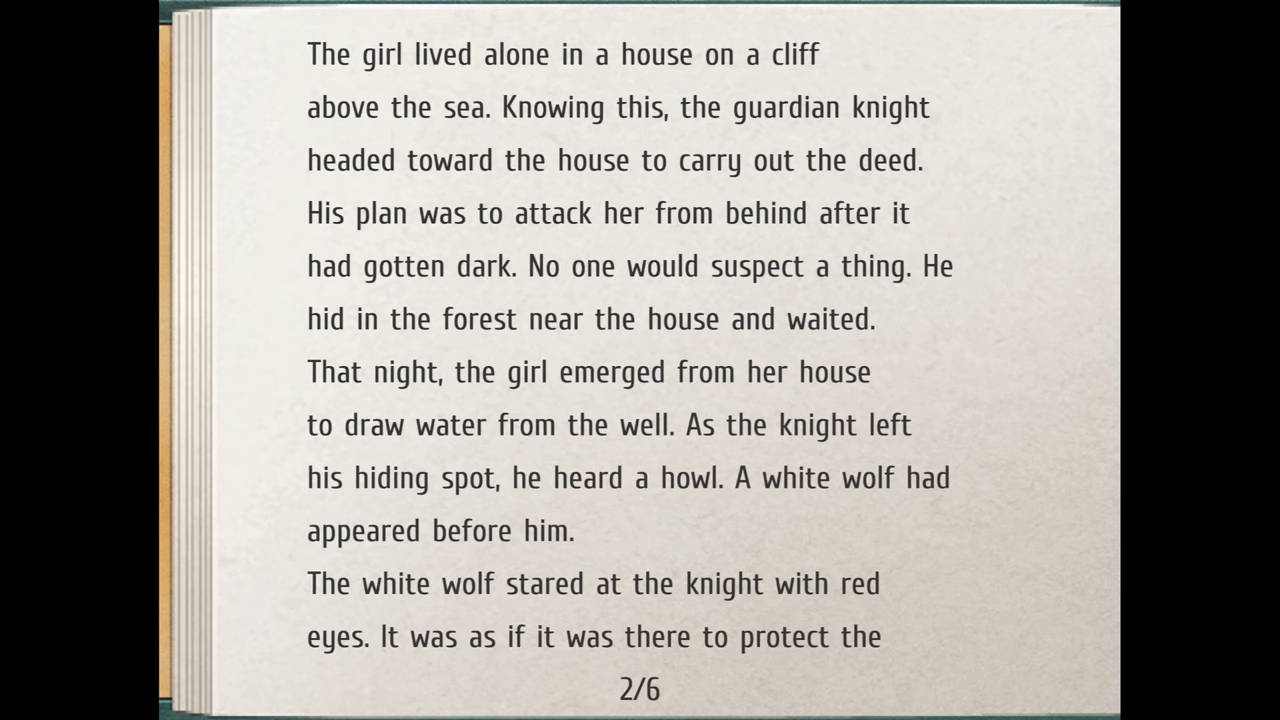 The girl lived alone in a house on a cliff
above the sea. Knowing this, the guardian knight
headed toward the house to carry out the deed.
His plan was to attack her from behind after it
had gotten dark. No one would suspect a thing. He
hid in the forest near the house and waited.
That night, the girl emerged from her house
to draw water from the well. As the knight left
his hiding spot, he heard a howl. A white wolf had
appeared before him.
The white wolf stared at the knight with red
eyes. It was as if it was there to protect the
2/6